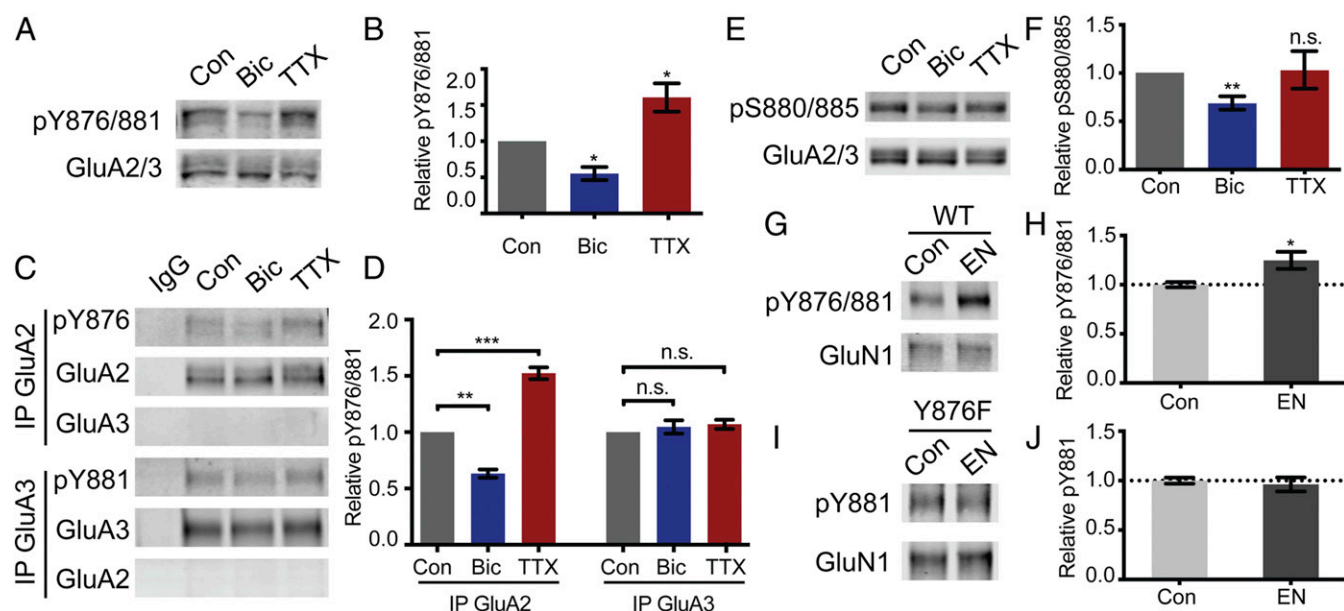 A
Con Bic TTX
pY876/881
GluA2/3
B
Relative pY876/881
2.0
1.5
1.0
0.5
0.0
*
*
Con Bic TTX
C
IgG Con Bic TTX
IP GluA2
pY876
GluA2
GluA3
IP GluA3
pY881
GluA3
GluA2
D
Relative pY876/881
2.0
1.5
1.0
0.5
0.0
***
**
n.s.
n.s.
Con Bic TTX Con Bic TTX
IP GluA2 IP GluA3
E
Con Bic TTX
pS880/885
GluA2/3
F
Relative pS880/885
1.5
1.0
0.5
0.0
**
n.s.
Con Bic TTX
G
WT
Con EN
pY876/881
GluN1
H
Relative pY876/881
1.5
1.0
0.5
0.0
*
Con EN
I
Y876F
Con EN
pY881
GluN1
J
Relative pY881
1.5
1.0
0.5
0.0
Con EN